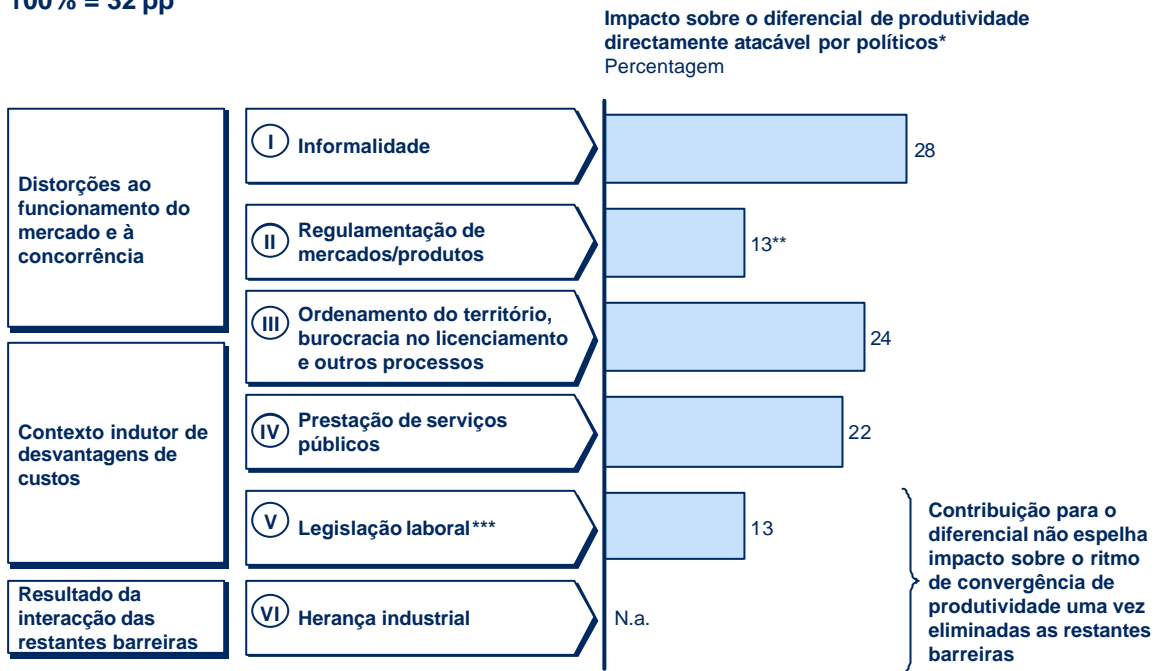 100% = 32 pp
Impacto sobre o diferencial de produtividade
directamente atacável por políticos*
Percentagem
Distorções ao
funcionamento do
mercado e à
concorrência
I
Informalidade
28
II
Regulamentação de
mercados/produtos
13**
III
Ordenamento do território,
burocracia no licenciamento
e outros processos
24
Contexto indutor de
desvantagens de
custos
IV
Prestação de serviços
públicos
22
V
Legislação laboral***
13
Resultado da
interacção das
restantes barreiras
VI
Herança industrial
N.a.
Contribuição para o
diferencial não espelha
impacto sobre o ritmo
de convergência de
produtividade uma vez
eliminadas as restantes
barreiras